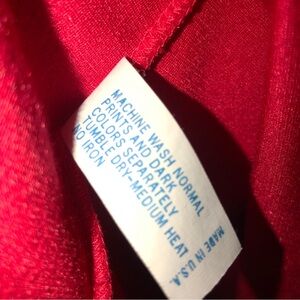 MACHINE WASH NORMAL
PRINTS AND DARK
COLORS SEPARATELY
TUMBLE DRY-MEDIUM HEAT
NO IRON
MADE IN U.S.A.